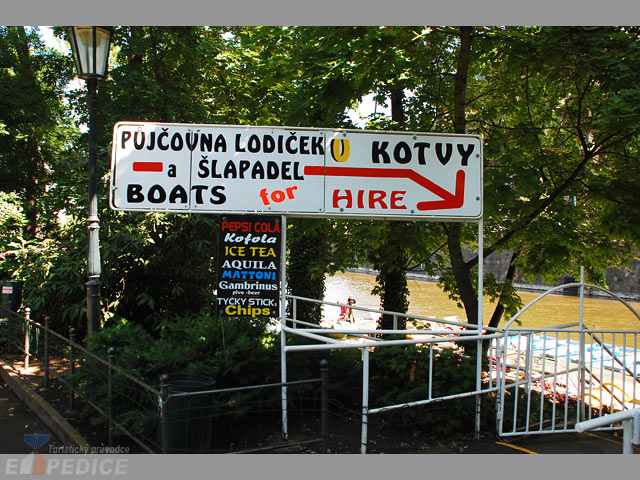 PŮJČOVNA LODIČEK U KOTVY
a ŠLAPADEL
BOATS for HIRE
PEPSI COLA
Kofola
ICE TEA
AQUILA
MATTONI
Gambrinus
pivo - beer
TYCKY STICK
Chips
Turistický průvodce
EXPEDICE